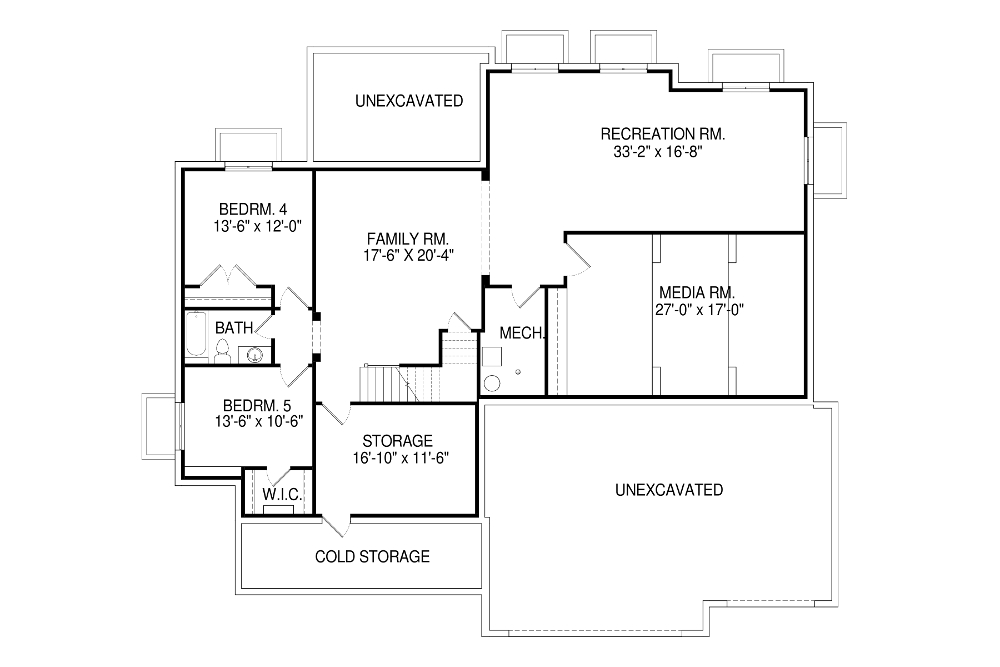 UNEXCAVATED
RECREATION RM.
33'-2" x 16'-8"
BEDRM. 4
13'-6" x 12'-0"
FAMILY RM.
17'-6" X 20'-4"
MEDIA RM.
27'-0" x 17'-0"
BATH
MECH.
BEDRM. 5
13'-6" x 10'-6"
STORAGE
16'-10" x 11'-6"
W.I.C.
UNEXCAVATED
COLD STORAGE